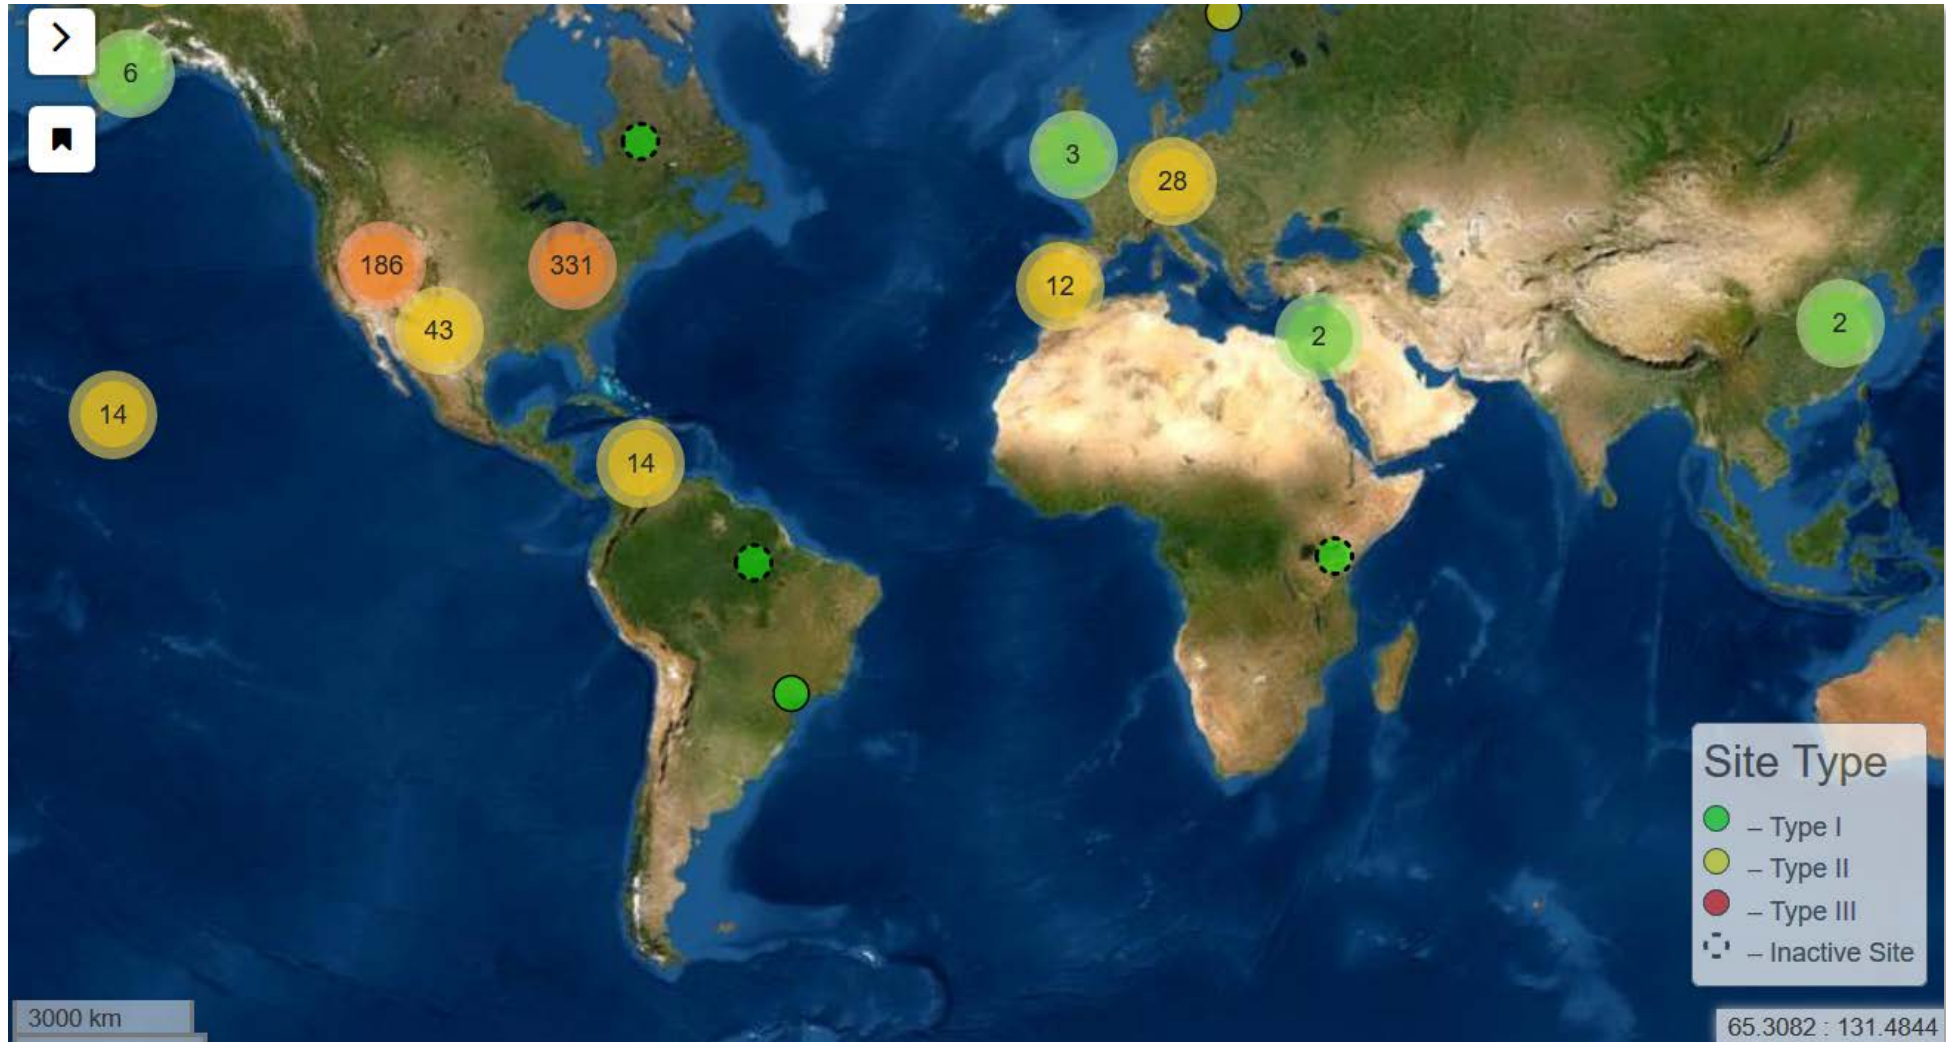 6
3
28
186
331
12
43
2
2
14
14
Site Type
– Type I
– Type II
– Type III
– Inactive Site
3000 km
65.3082 : 131.4844